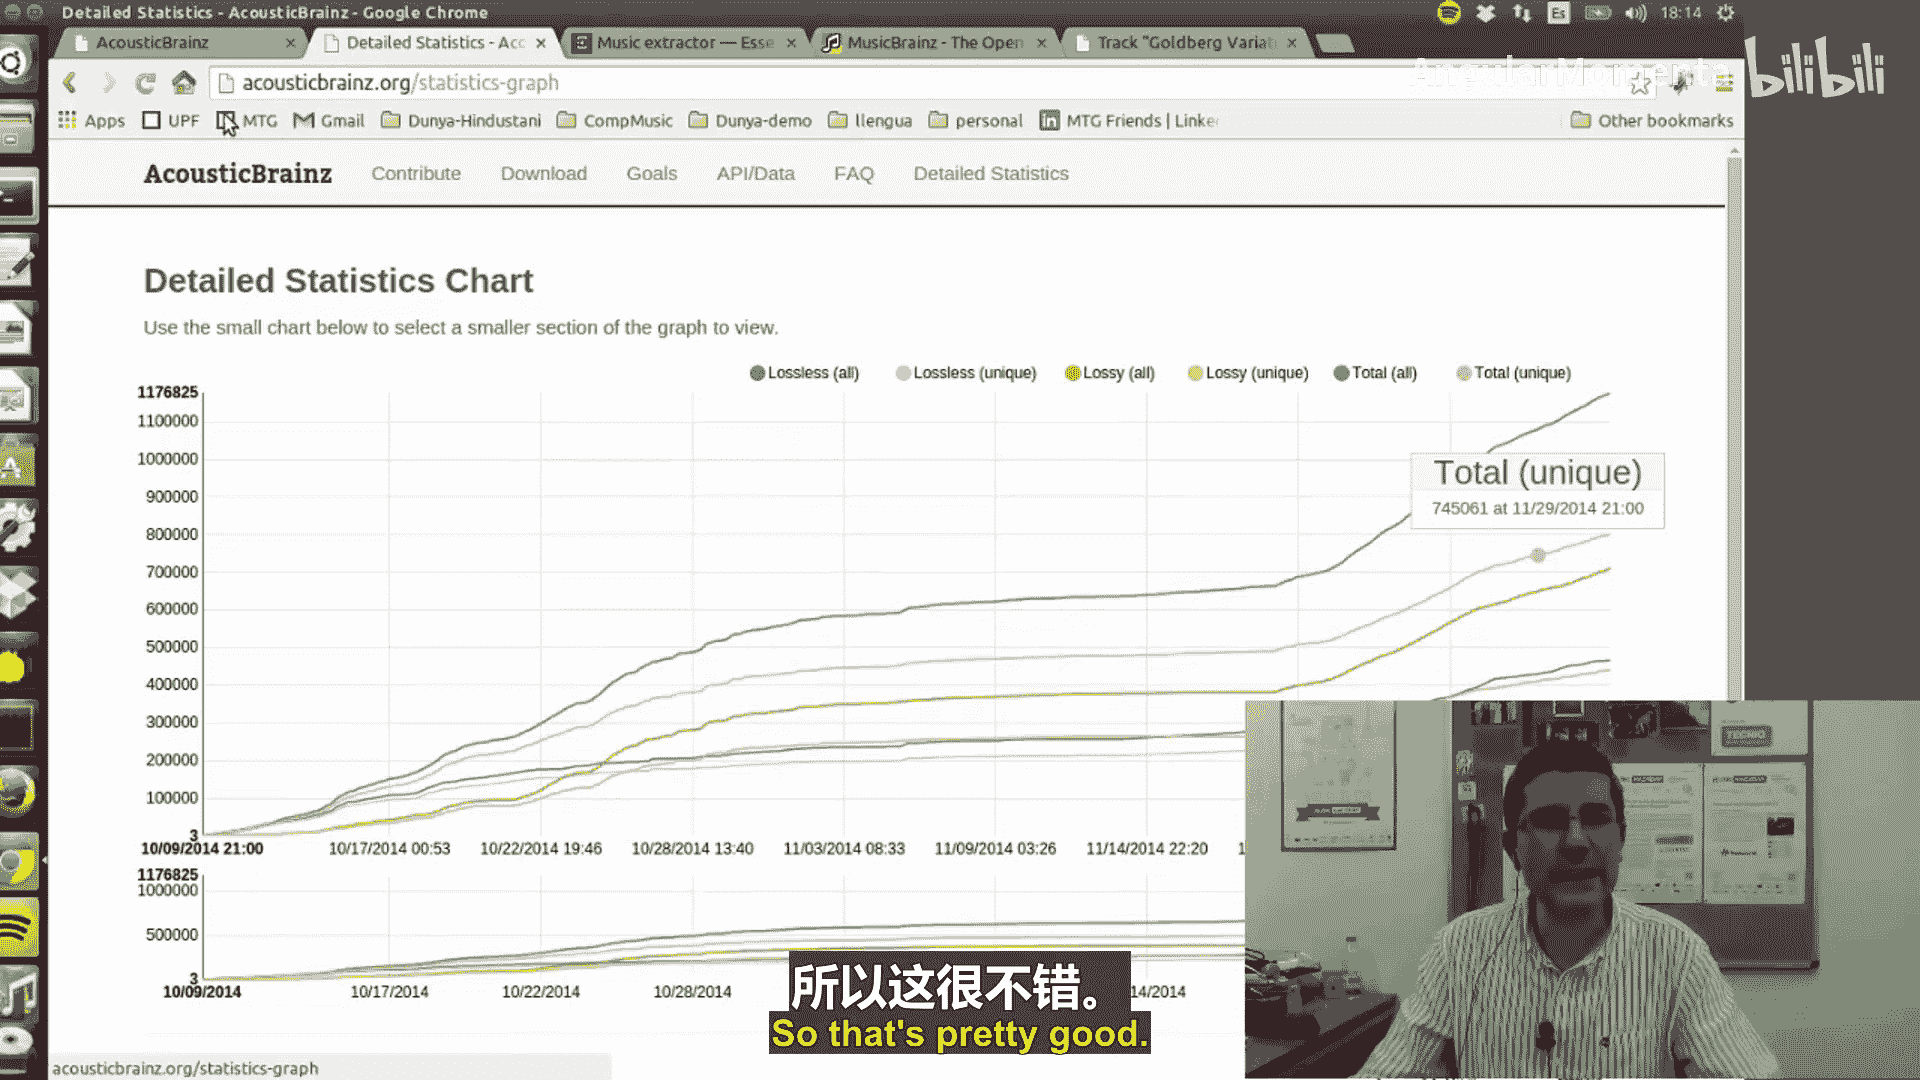 Detailed Statistics - AcousticBrainz - Google Chrome
Es
18:14
AcousticBrainz
Detailed Statistics - Acc
Music extractor — Esse
MusicBrainz - The Open
Track "Goldberg Variat
acousticbrainz.org/statistics-graph
AngularMomento
bilibili
Apps
UPF
MTG
Gmail
Dunya-Hindustani
CompMusic
Dunya-demo
llengua
personal
MTG Friends | Linke
Other bookmarks
AcousticBrainz
Contribute
Download
Goals
API/Data
FAQ
Detailed Statistics
Detailed Statistics Chart
Use the small chart below to select a smaller section of the graph to view.
Lossless (all)
Lossless (unique)
Lossy (all)
Lossy (unique)
Total (all)
Total (unique)
1176825
1100000
1000000
900000
800000
700000
600000
500000
400000
300000
200000
100000
3
Total (unique)
745061 at 11/29/2014 21:00
10/09/2014 21:00
10/17/2014 00:53
10/22/2014 19:46
10/28/2014 13:40
11/03/2014 08:33
11/09/2014 03:26
11/14/2014 22:20
1176825
1000000
500000
3
10/09/2014
10/17/2014
10/22/2014
10/28/2014
14/2014
TECNIO
所以这很不错。
So that's pretty good.
acousticbrainz.org/statistics-graph